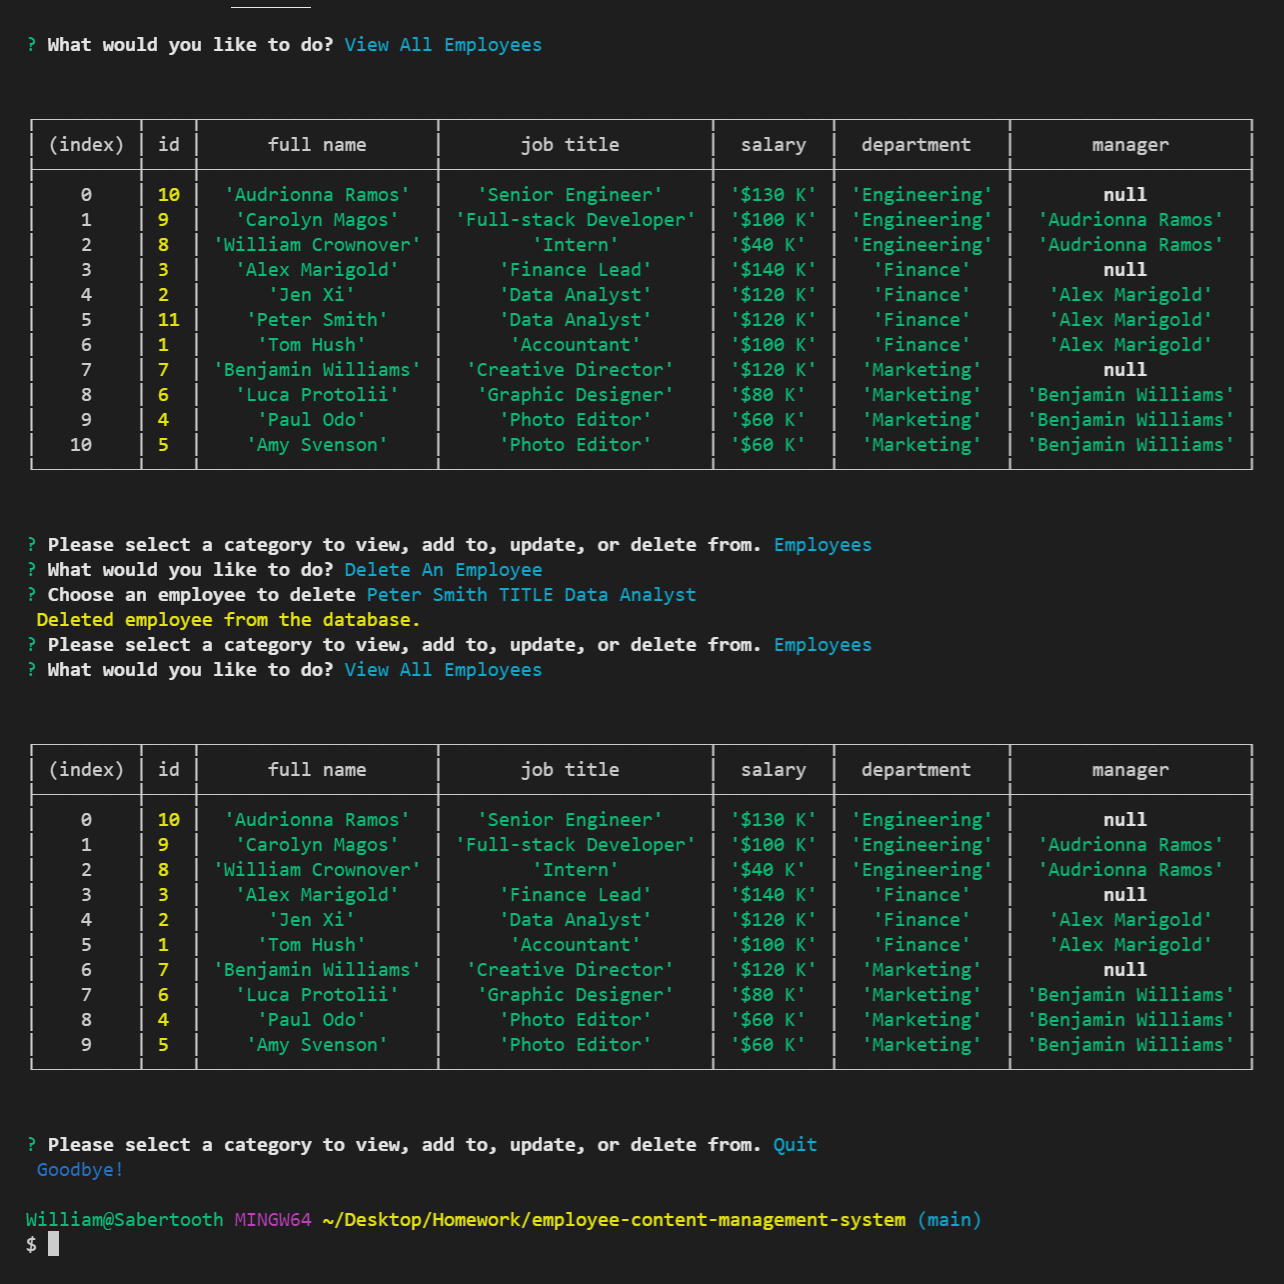 ? What would you like to do? View All Employees
(index) id full name job title salary department manager
0 10 'Audrionna Ramos' 'Senior Engineer' '$130 K' 'Engineering' null
1 9 'Carolyn Magos' 'Full-stack Developer' '$100 K' 'Engineering' 'Audrionna Ramos'
2 8 'William Crownover' 'Intern' '$40 K' 'Engineering' 'Audrionna Ramos'
3 3 'Alex Marigold' 'Finance Lead' '$140 K' 'Finance' null
4 2 'Jen Xi' 'Data Analyst' '$120 K' 'Finance' 'Alex Marigold'
5 11 'Peter Smith' 'Data Analyst' '$120 K' 'Finance' 'Alex Marigold'
6 1 'Tom Hush' 'Accountant' '$100 K' 'Finance' 'Alex Marigold'
7 7 'Benjamin Williams' 'Creative Director' '$120 K' 'Marketing' null
8 6 'Luca Protolii' 'Graphic Designer' '$80 K' 'Marketing' 'Benjamin Williams'
9 4 'Paul Odo' 'Photo Editor' '$60 K' 'Marketing' 'Benjamin Williams'
10 5 'Amy Svenson' 'Photo Editor' '$60 K' 'Marketing' 'Benjamin Williams'
? Please select a category to view, add to, update, or delete from. Employees
? What would you like to do? Delete An Employee
? Choose an employee to delete Peter Smith TITLE Data Analyst
Deleted employee from the database.
? Please select a category to view, add to, update, or delete from. Employees
? What would you like to do? View All Employees
(index) id full name job title salary department manager
0 10 'Audrionna Ramos' 'Senior Engineer' '$130 K' 'Engineering' null
1 9 'Carolyn Magos' 'Full-stack Developer' '$100 K' 'Engineering' 'Audrionna Ramos'
2 8 'William Crownover' 'Intern' '$40 K' 'Engineering' 'Audrionna Ramos'
3 3 'Alex Marigold' 'Finance Lead' '$140 K' 'Finance' null
4 2 'Jen Xi' 'Data Analyst' '$120 K' 'Finance' 'Alex Marigold'
5 1 'Tom Hush' 'Accountant' '$100 K' 'Finance' 'Alex Marigold'
6 7 'Benjamin Williams' 'Creative Director' '$120 K' 'Marketing' null
7 6 'Luca Protolii' 'Graphic Designer' '$80 K' 'Marketing' 'Benjamin Williams'
8 4 'Paul Odo' 'Photo Editor' '$60 K' 'Marketing' 'Benjamin Williams'
9 5 'Amy Svenson' 'Photo Editor' '$60 K' 'Marketing' 'Benjamin Williams'
? Please select a category to view, add to, update, or delete from. Quit
Goodbye!
William@Sabertooth MINGW64 ~/Desktop/Homework/employee-content-management-system (main)
$